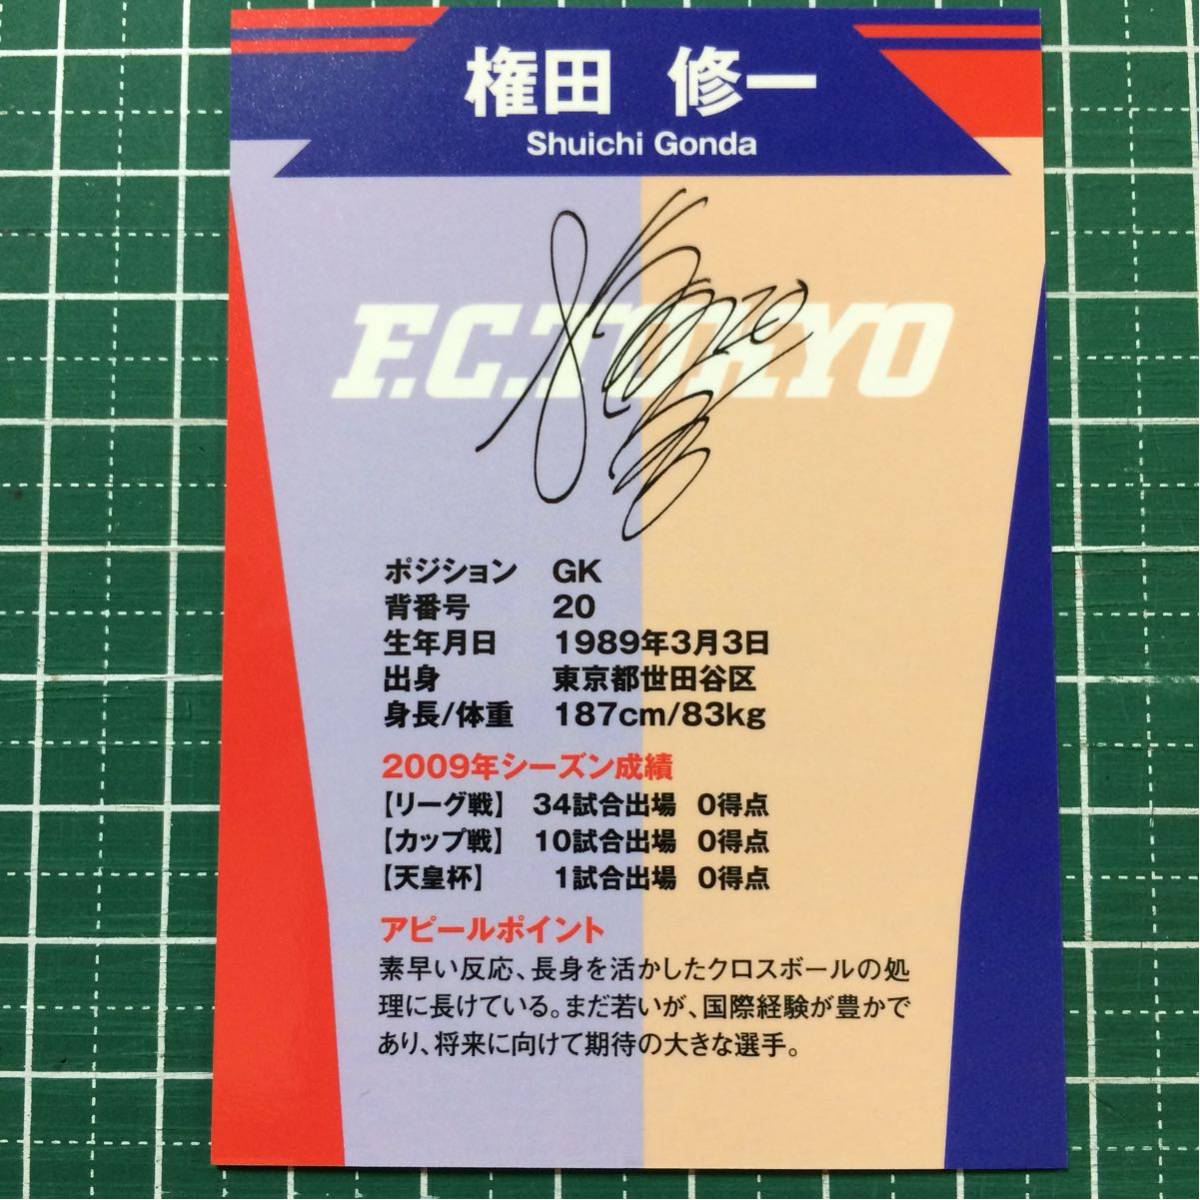 権田 修一
Shuichi Gonda
F.C.TOKYO
ポジション GK
背番号 20
生年月日 1989年3月3日
出身 東京都世田谷区
身長/体重 187cm/83kg
2009年シーズン成績
【リーグ戦】 34試合出場 0得点
【カップ戦】 10試合出場 0得点
【天皇杯】 1試合出場 0得点
アピールポイント
素早い反応、長身を活かしたクロスボールの処
理に長けている。まだ若いが、国際経験が豊かで
あり、将来に向けて期待の大きな選手。